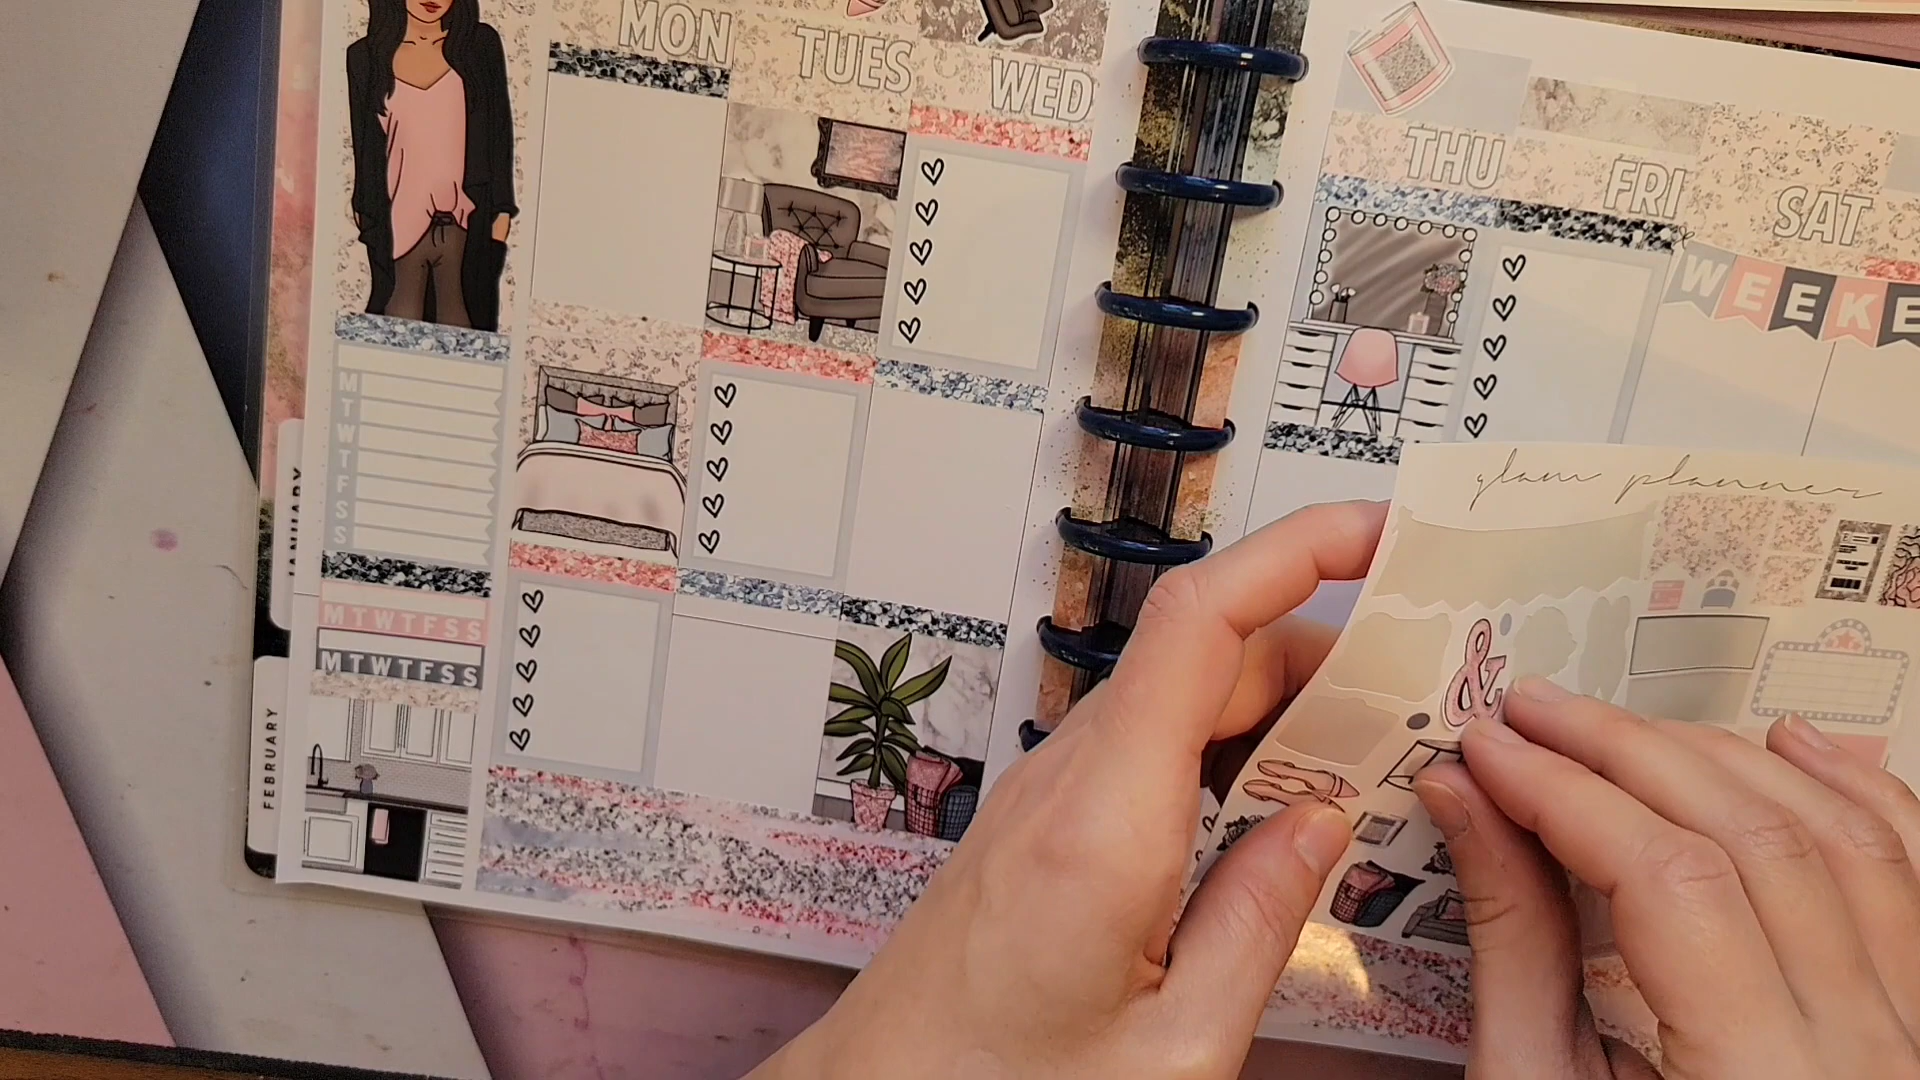 MON
TUES
WED
THU
FRI
SAT
WEEKE
M
T
W
T
F
S
S
MTWTFSS
MTWTFSS
JANUARY
FEBRUARY
glam planner
&